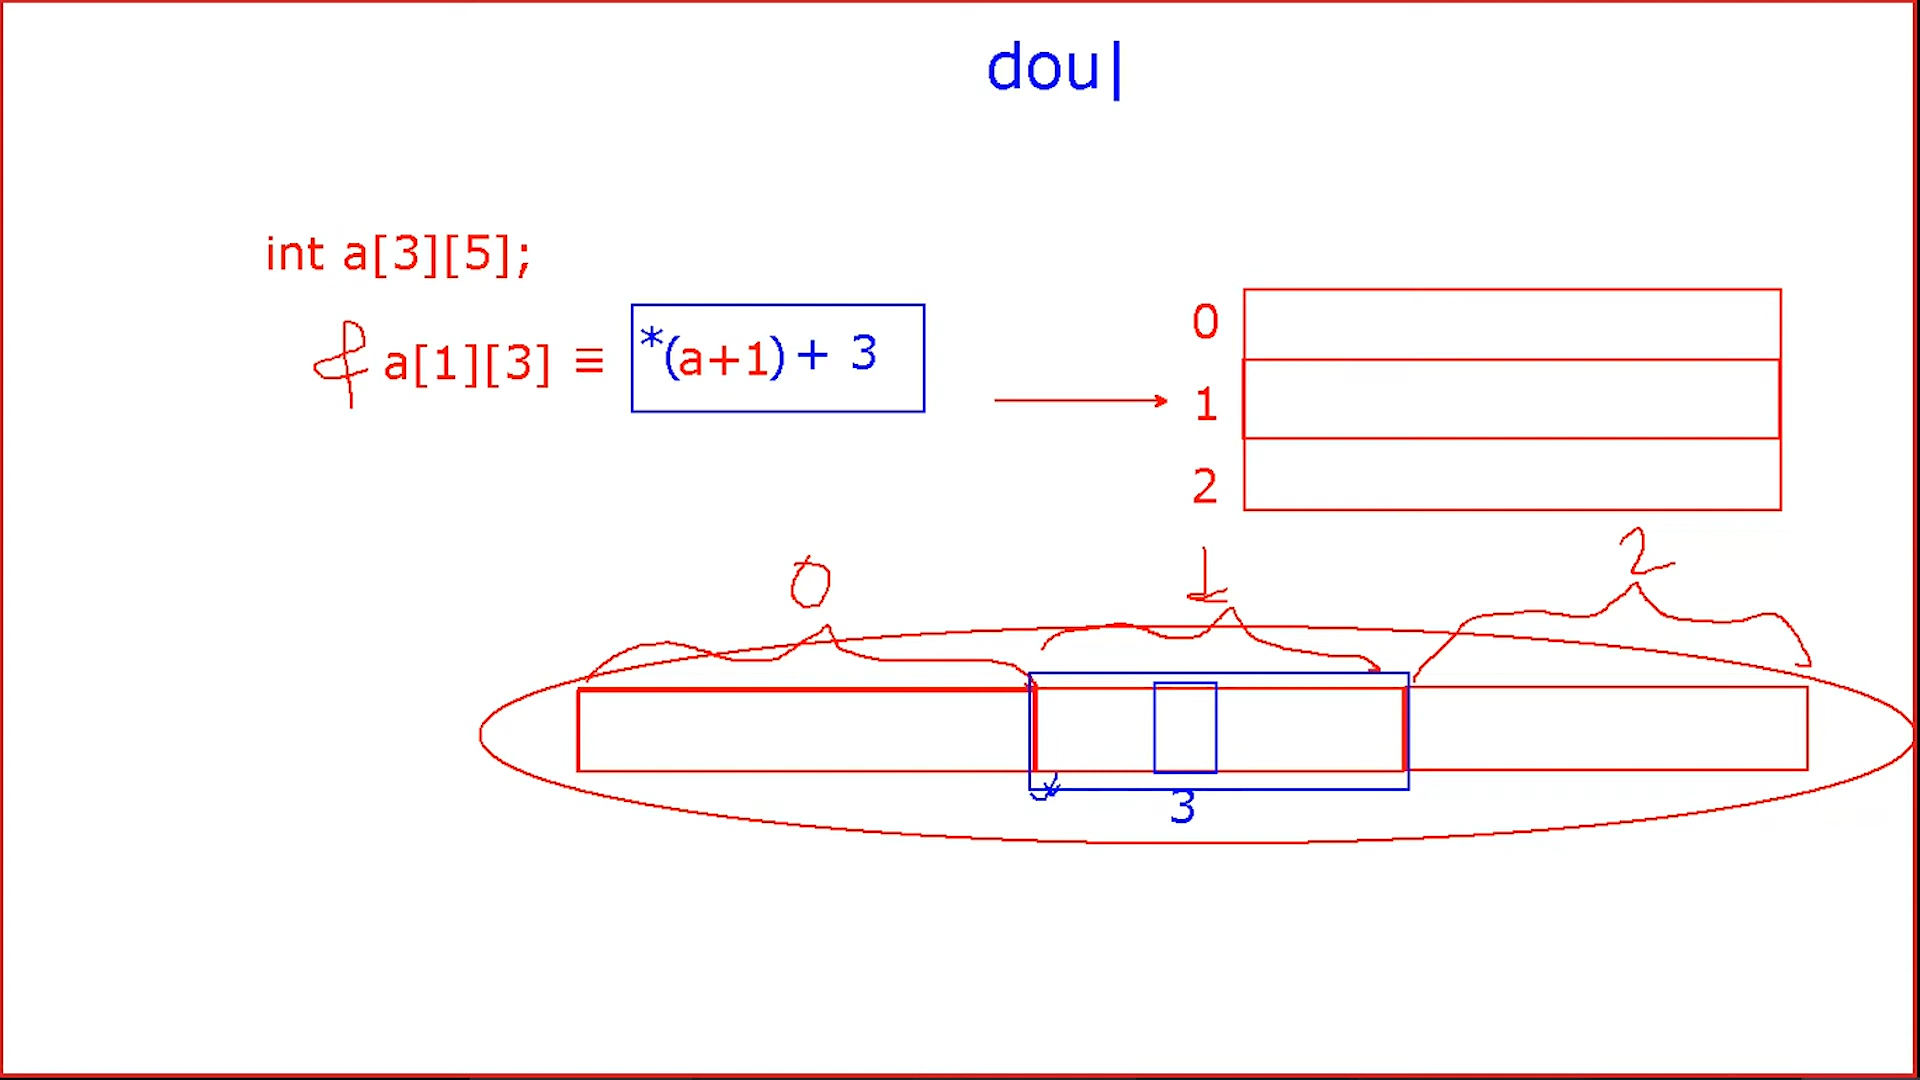 dou|
int a[3][5];
& a[1][3] ≡ *(a+1) + 3
0
1
2
0
1
2
3